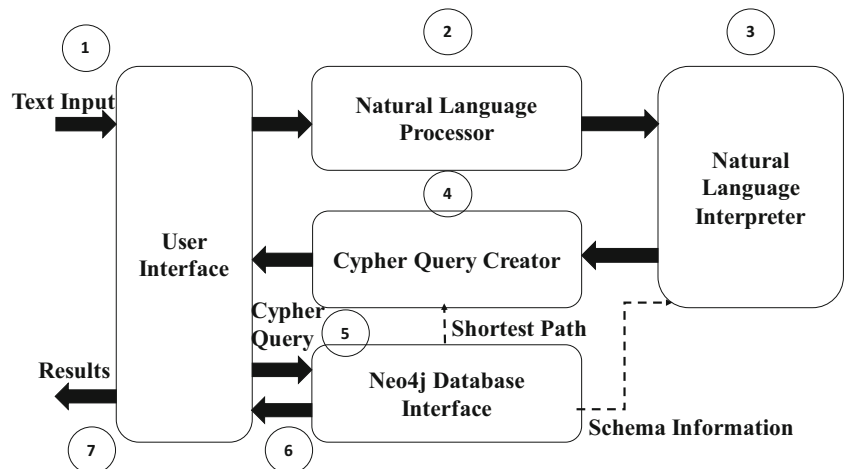 1
2
3
Text Input
Natural Language
Processor
Natural
Language
Interpreter
4
User
Interface
Cypher Query Creator
Cypher
Query
5
Shortest Path
Results
Neo4j Database
Interface
Schema Information
7
6